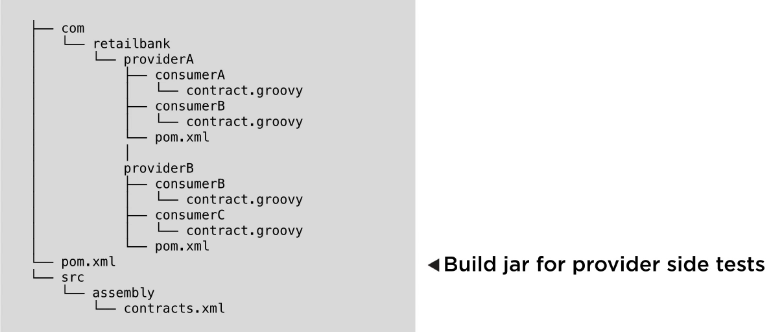 com
retailbank
providerA
consumerA
contract.groovy
consumerB
contract.groovy
pom.xml
providerB
consumerB
contract.groovy
consumerC
contract.groovy
pom.xml
pom.xml ◀Build jar for provider side tests
src
assembly
contracts.xml